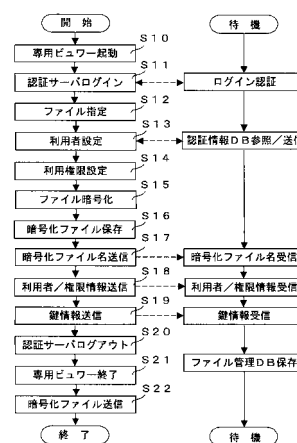 開 始
S10
専用ビュワー起動
S11
認証サーバログイン
S12
ファイル指定
S13
利用者設定
S14
利用権限設定
S15
ファイル暗号化
S16
暗号化ファイル保存
S17
暗号化ファイル名送信
S18
利用者/権限情報送信
S19
鍵情報送信
S20
認証サーバログアウト
S21
専用ビュワー終了
S22
暗号化ファイル送信
終 了
待 機
ログイン認証
認証情報DB参照/送信
暗号化ファイル名受信
利用者/権限情報受信
鍵情報受信
ファイル管理DB保存
待 機